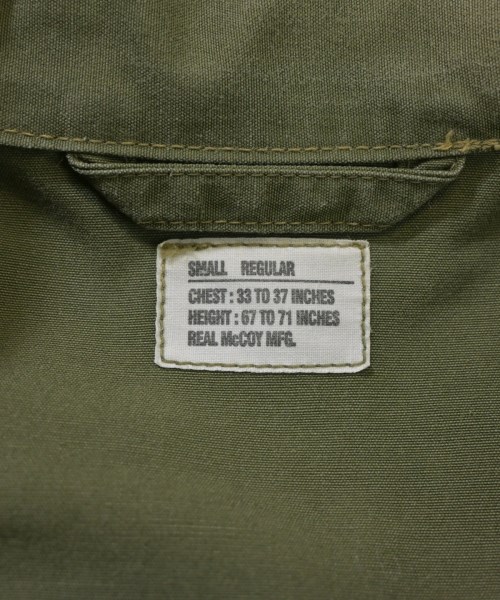 SMALL REGULAR
CHEST : 33 TO 37 INCHES
HEIGHT : 67 TO 71 INCHES
REAL McCOY MFG.